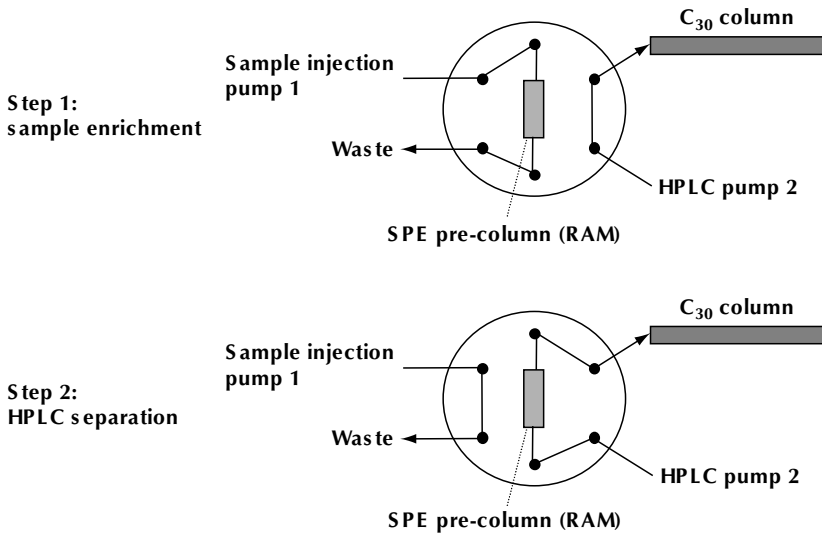 C30 column
Sample injection
pump 1
Step 1:
sample enrichment
Waste
HPLC pump 2
SPE pre-column (RAM)
C30 column
Sample injection
pump 1
Step 2:
HPLC separation
Waste
HPLC pump 2
SPE pre-column (RAM)